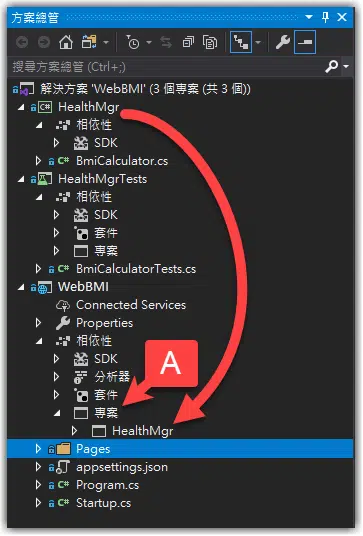 方案總管
搜尋方案總管 (Ctrl+;)
解決方案 'WebBMI' (3 個專案 (共 3 個))
HealthMgr
相依性
SDK
BmiCalculator.cs
HealthMgrTests
相依性
SDK
套件
專案
BmiCalculatorTests.cs
WebBMI
Connected Services
Properties
相依性
SDK
分析器
套件
專案
A
HealthMgr
Pages
appsettings.json
Program.cs
Startup.cs